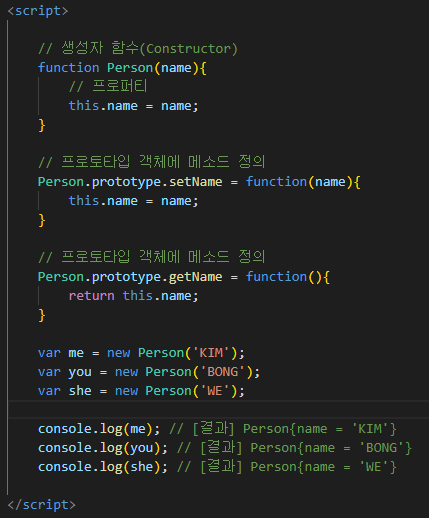 <script>
// 생성자 함수(Constructor)
function Person(name){
// 프로퍼티
this.name = name;
}
// 프로토타입 객체에 메소드 정의
Person.prototype.setName = function(name){
this.name = name;
}
// 프로토타입 객체에 메소드 정의
Person.prototype.getName = function(){
return this.name;
}
var me = new Person('KIM');
var you = new Person('BONG');
var she = new Person('WE');
console.log(me); // [결과] Person{name = 'KIM'}
console.log(you); // [결과] Person{name = 'BONG'}
console.log(she); // [결과] Person{name = 'WE'}
</script>